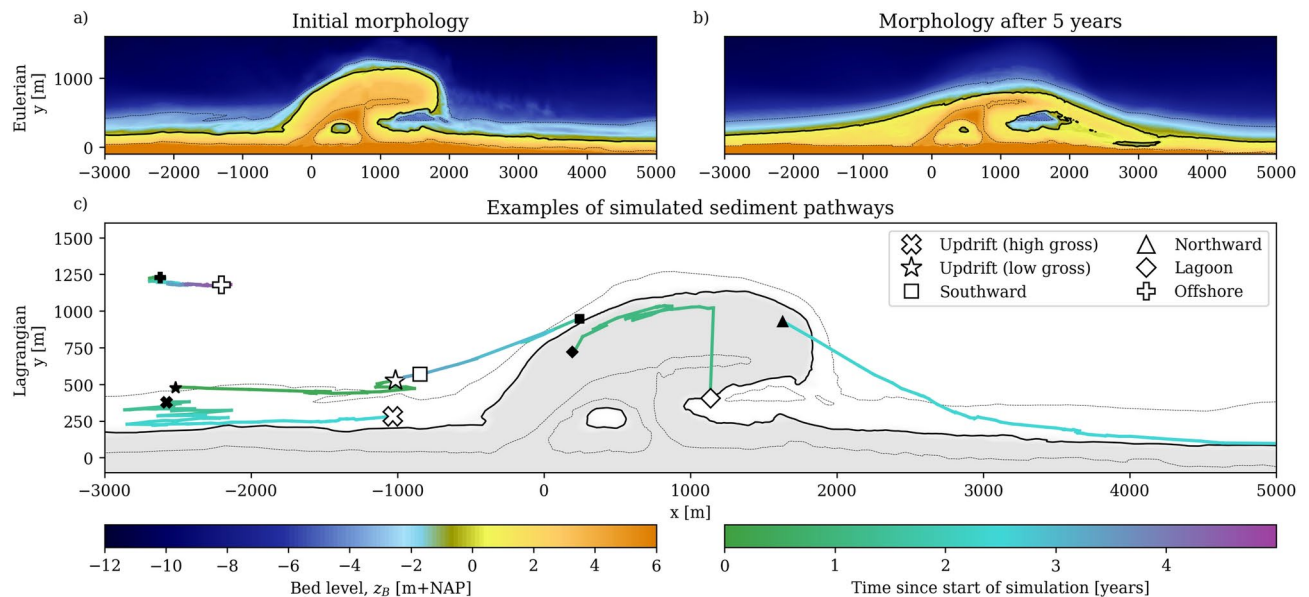 a) Initial morphology
b) Morphology after 5 years
Eulerian
y [m]
1000
0
−3000 −2000 −1000 0 1000 2000 3000 4000 5000
−3000 −2000 −1000 0 1000 2000 3000 4000 5000
c) Examples of simulated sediment pathways
Lagrangian
y [m]
1500
1250
1000
750
500
250
0
Updrift (high gross)
Updrift (low gross)
Southward
Northward
Lagoon
Offshore
−3000 −2000 −1000 0 1000 2000 3000 4000 5000
x [m]
−12 −10 −8 −6 −4 −2 0 2 4 6
Bed level, z_B [m+NAP]
0 1 2 3 4
Time since start of simulation [years]